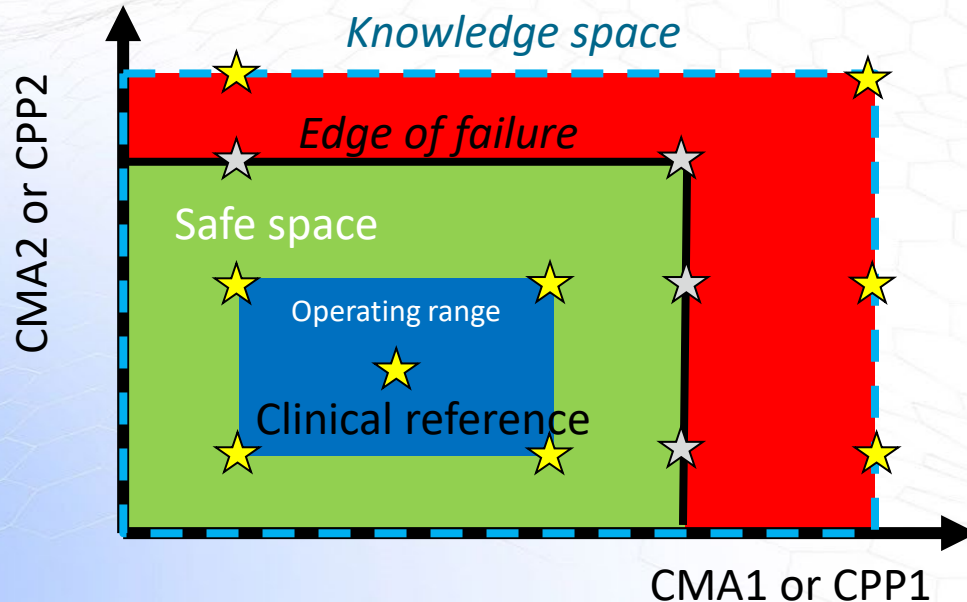 Knowledge space
Edge of failure
CMA2 or CPP2
Safe space
Operating range
Clinical reference
CMA1 or CPP1